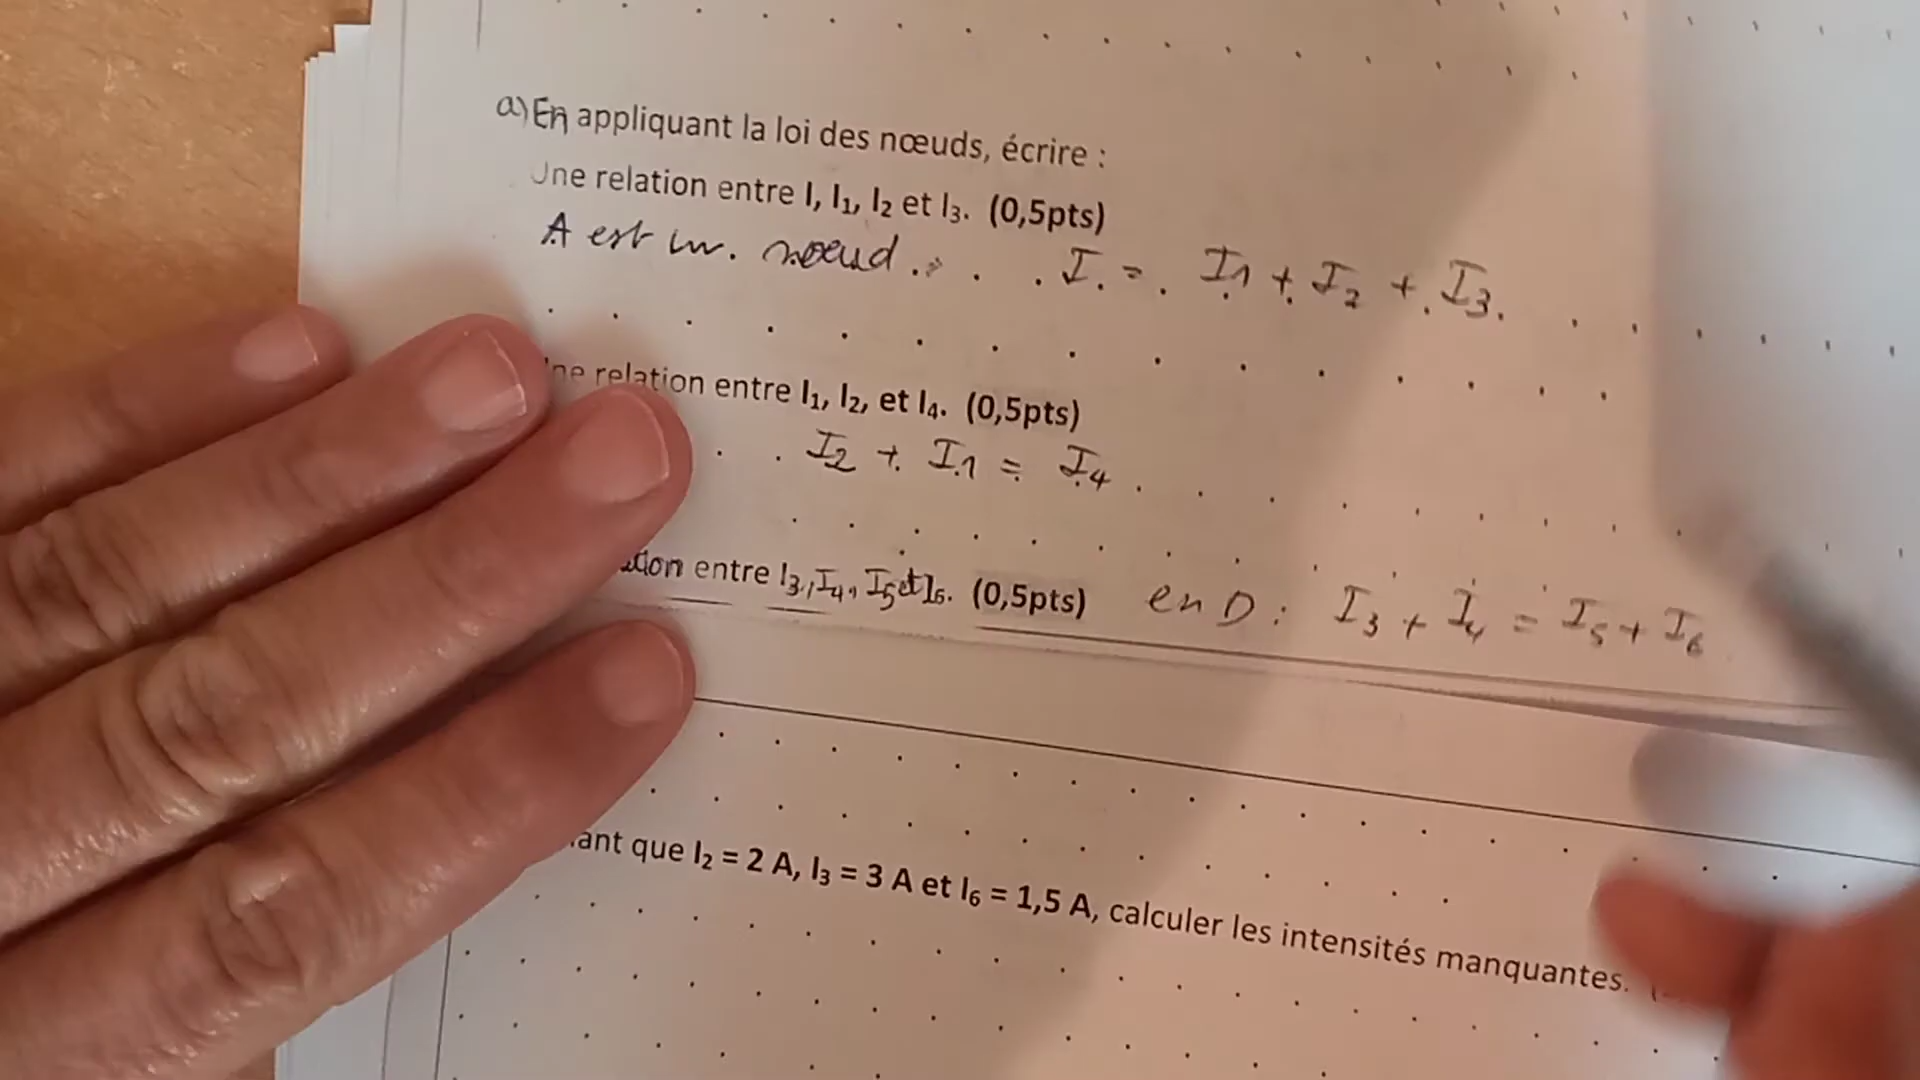 a) En appliquant la loi des nœuds, écrire :
Une relation entre I, I₁, I₂ et I₃. (0,5pts)
A est un nœud : I = I1 + I2 + I3.
ne relation entre I₁, I₂, et I₄. (0,5pts)
I2 + I1 = I4
ation entre I₃, I4, I5 et I₆. (0,5pts) en D : I3 + I4 = I5 + I6
ant que I₂ = 2 A, I₃ = 3 A et I₆ = 1,5 A, calculer les intensités manquantes. (